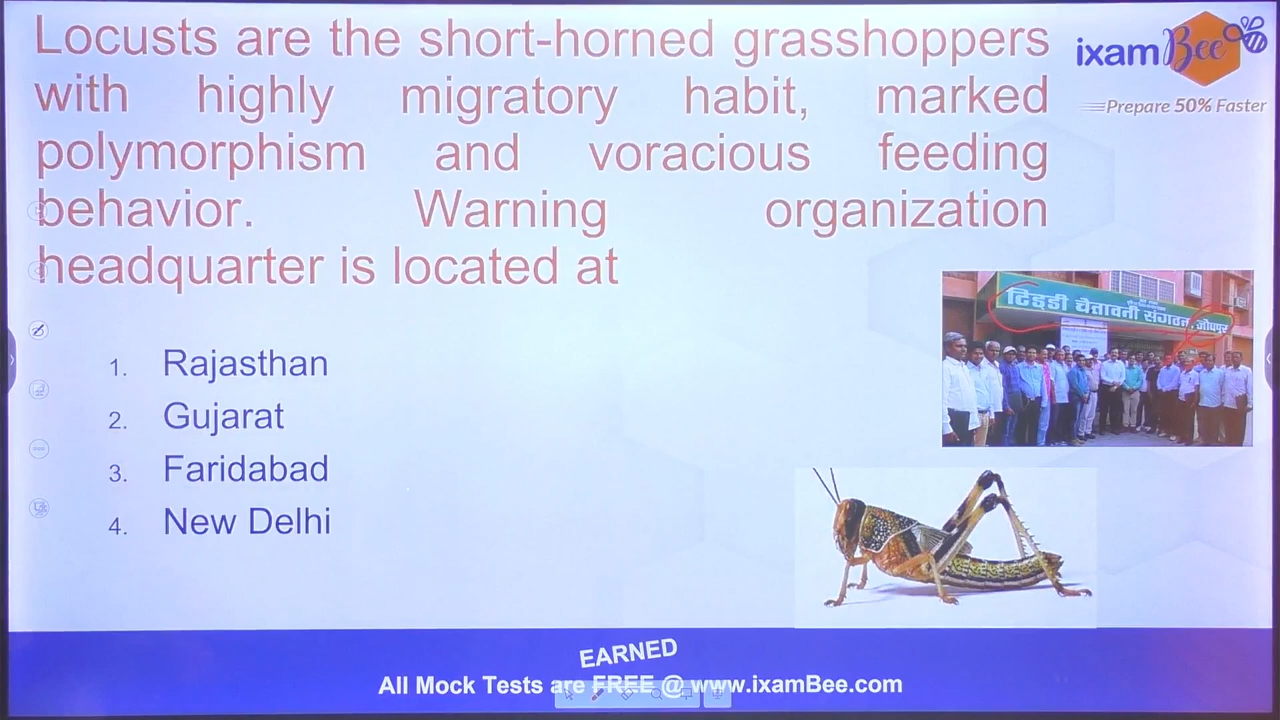 Locusts are the short-horned grasshoppers
with highly migratory habit, marked
polymorphism and voracious feeding
behavior. Warning organization
headquarter is located at
ixamBee
Prepare 50% Faster
टिड्डी चेतावनी संगठन, जोधपुर
1. Rajasthan
2. Gujarat
3. Faridabad
4. New Delhi
EARNED
All Mock Tests are FREE @ www.ixamBee.com